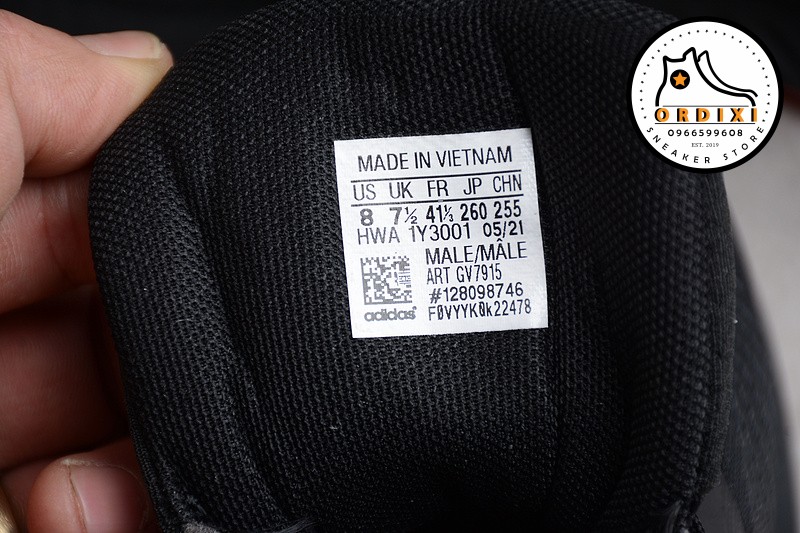 MADE IN VIETNAM
US UK FR JP CHN
8 7½ 41⅓ 260 255
HWA 1Y3001 05/21
MALE/MÂLE
ART GV7915
#128098746
F0VYYK0k22478
adidas
ORDIXI
0966599608
EST. 2019
SNEAKER STORE